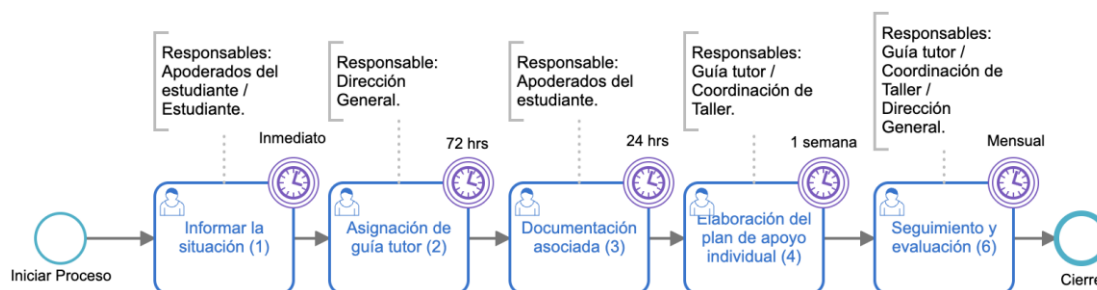 Responsables:
Apoderados del
estudiante /
Estudiante.
Responsable:
Dirección
General.
Responsable:
Apoderados del
estudiante.
Responsables:
Guía tutor /
Coordinación de
Taller.
Responsables:
Guía tutor /
Coordinación de
Taller /
Dirección
General.
Inmediato
72 hrs
24 hrs
1 semana
Mensual
Iniciar Proceso
Informar la
situación (1)
Asignación de
guía tutor (2)
Documentación
asociada (3)
Elaboración del
plan de apoyo
individual (4)
Seguimiento y
evaluación (6)
Cierre